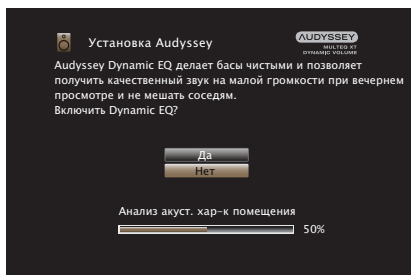 Установка Audyssey
AUDYSSEY
MULTEQ XT
DYNAMIC VOLUME
Audyssey Dynamic EQ делает басы чистыми и позволяет
получить качественный звук на малой громкости при вечернем
просмотре и не мешать соседям.
Включить Dynamic EQ?
Да
Нет
Анализ акуст. хар–к помещения
50%